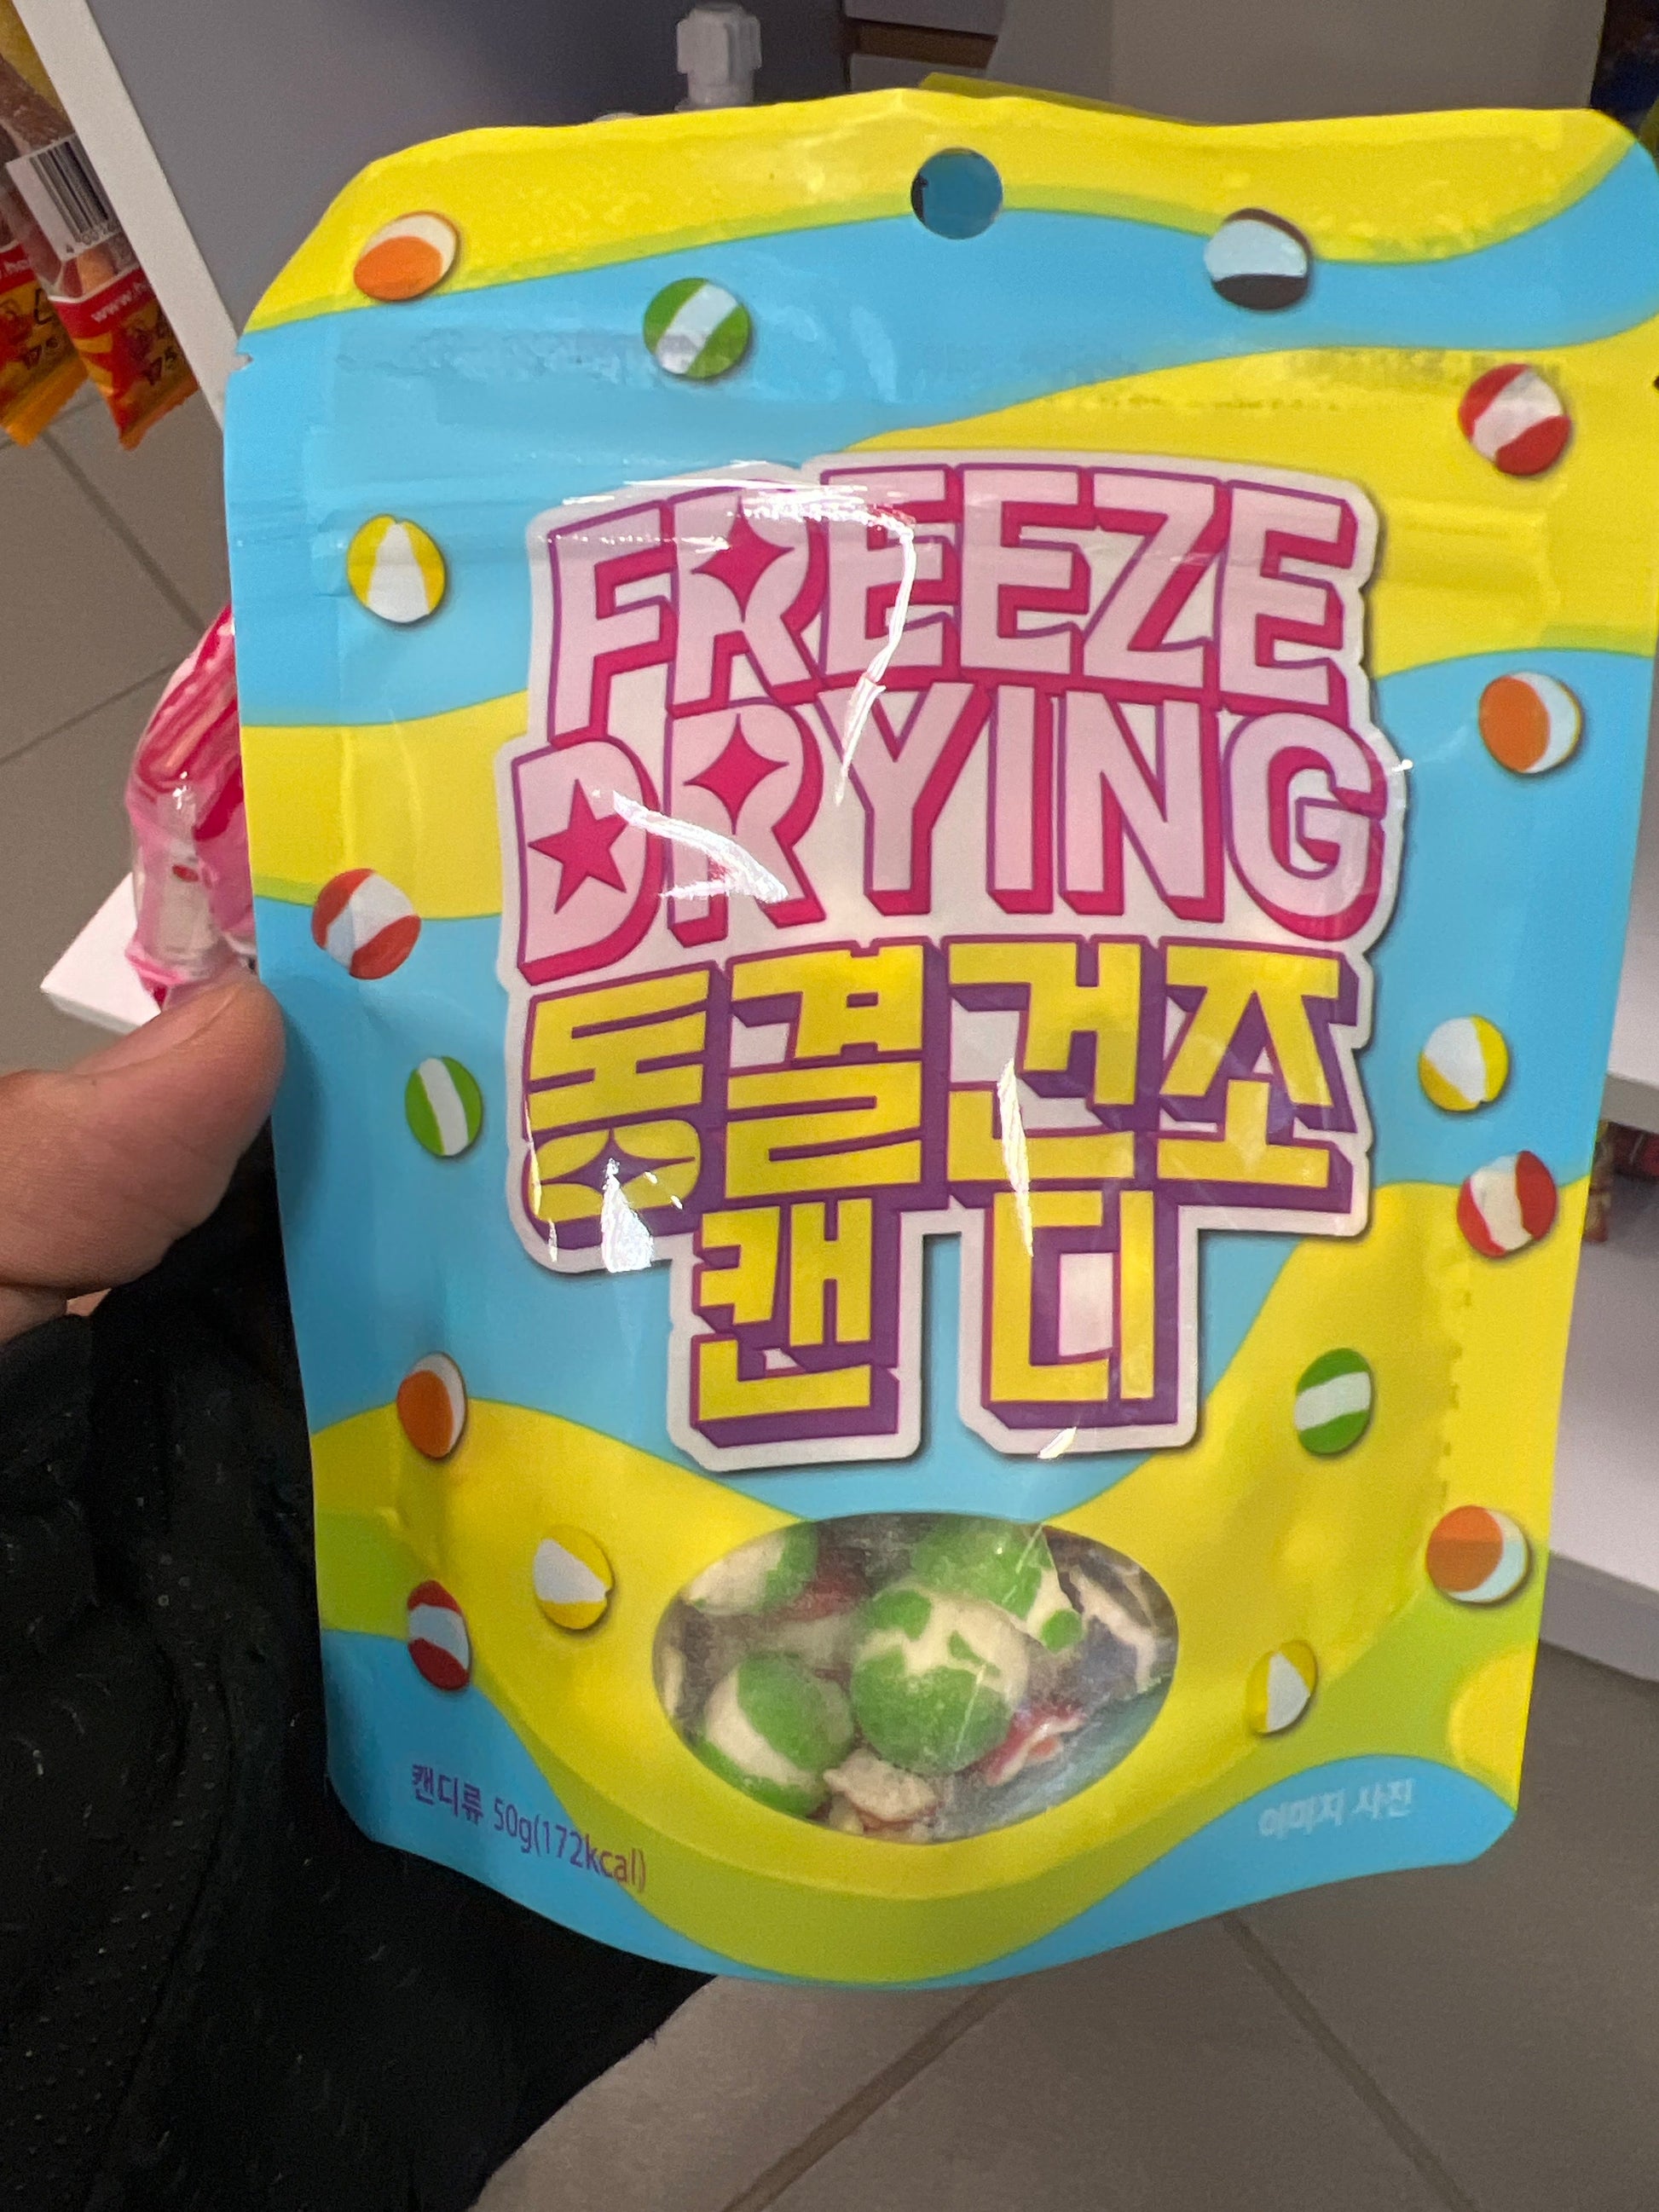 FREEZE
DRYING
동결건조
캔디
캔디류 50g(172kcal)
이미지 사진